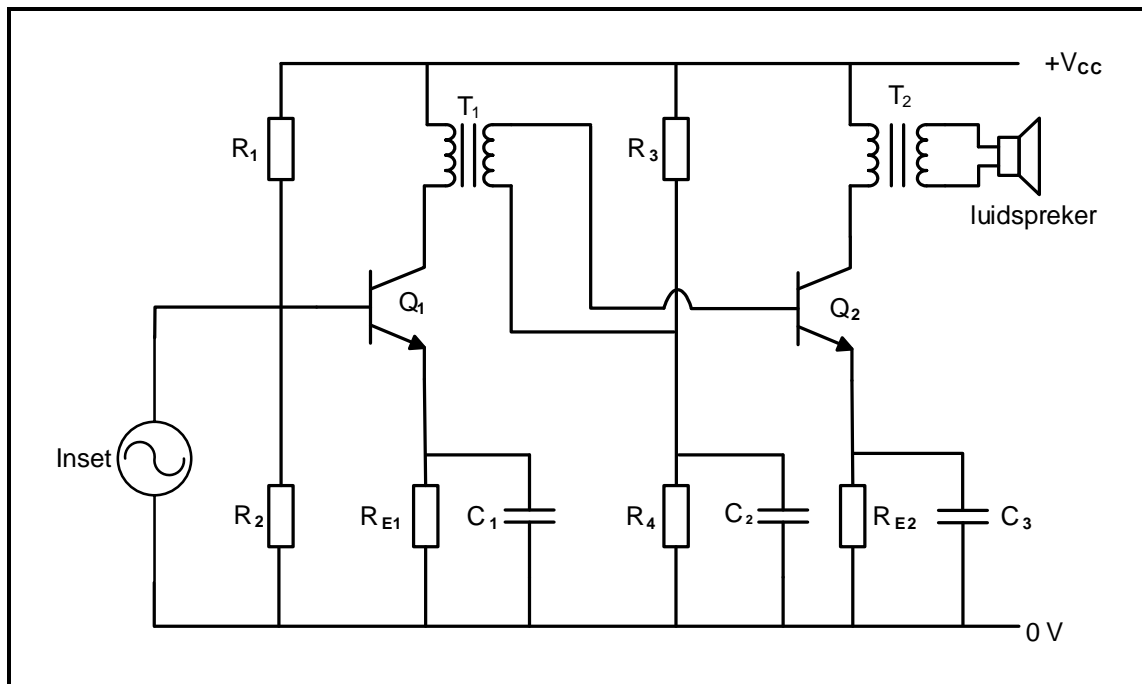 +VCC
T1
T2
R1
R3
luidspreker
Q1
Q2
Inset
R2
RE1
C1
R4
C2
RE2
C3
0 V